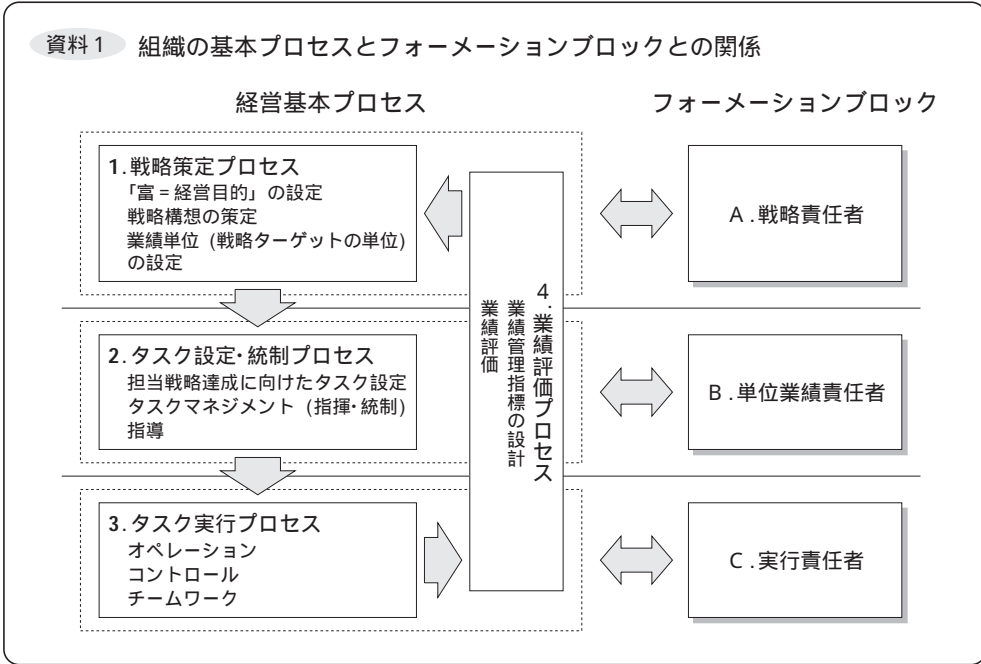 資料1 組織の基本プロセスとフォーメーションブロックとの関係
経営基本プロセス
フォーメーションブロック
1.戦略策定プロセス
「富=経営目的」の設定
戦略構想の策定
業績単位 (戦略ターゲットの単位)
の設定
A.戦略責任者
2.タスク設定・統制プロセス
担当戦略達成に向けたタスク設定
タスクマネジメント (指揮・統制)
指導
B.単位業績責任者
3.タスク実行プロセス
オペレーション
コントロール
チームワーク
C.実行責任者
4.業績評価プロセス
業績管理指標の設計
業績評価